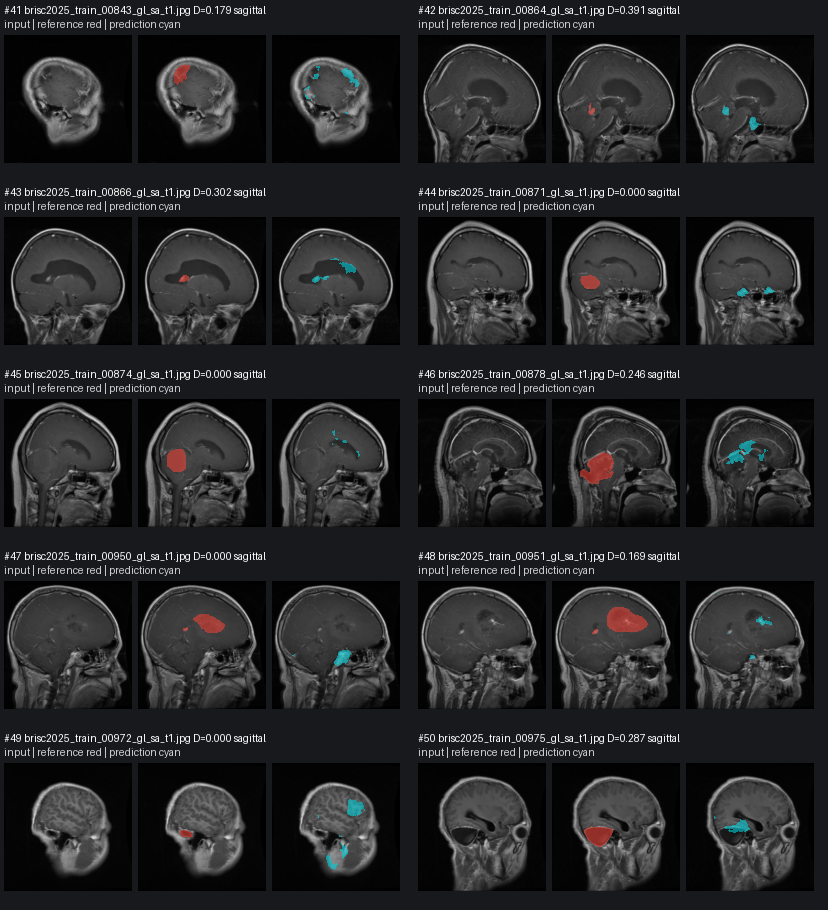 #41 brisc2025_train_00843_gl_sa_t1.jpg D=0.179 sagittal
input | reference red | prediction cyan
#42 brisc2025_train_00864_gl_sa_t1.jpg D=0.391 sagittal
input | reference red | prediction cyan
#43 brisc2025_train_00866_gl_sa_t1.jpg D=0.302 sagittal
input | reference red | prediction cyan
#44 brisc2025_train_00871_gl_sa_t1.jpg D=0.000 sagittal
input | reference red | prediction cyan
#45 brisc2025_train_00874_gl_sa_t1.jpg D=0.000 sagittal
input | reference red | prediction cyan
#46 brisc2025_train_00878_gl_sa_t1.jpg D=0.246 sagittal
input | reference red | prediction cyan
#47 brisc2025_train_00950_gl_sa_t1.jpg D=0.000 sagittal
input | reference red | prediction cyan
#48 brisc2025_train_00951_gl_sa_t1.jpg D=0.169 sagittal
input | reference red | prediction cyan
#49 brisc2025_train_00972_gl_sa_t1.jpg D=0.000 sagittal
input | reference red | prediction cyan
#50 brisc2025_train_00975_gl_sa_t1.jpg D=0.287 sagittal
input | reference red | prediction cyan